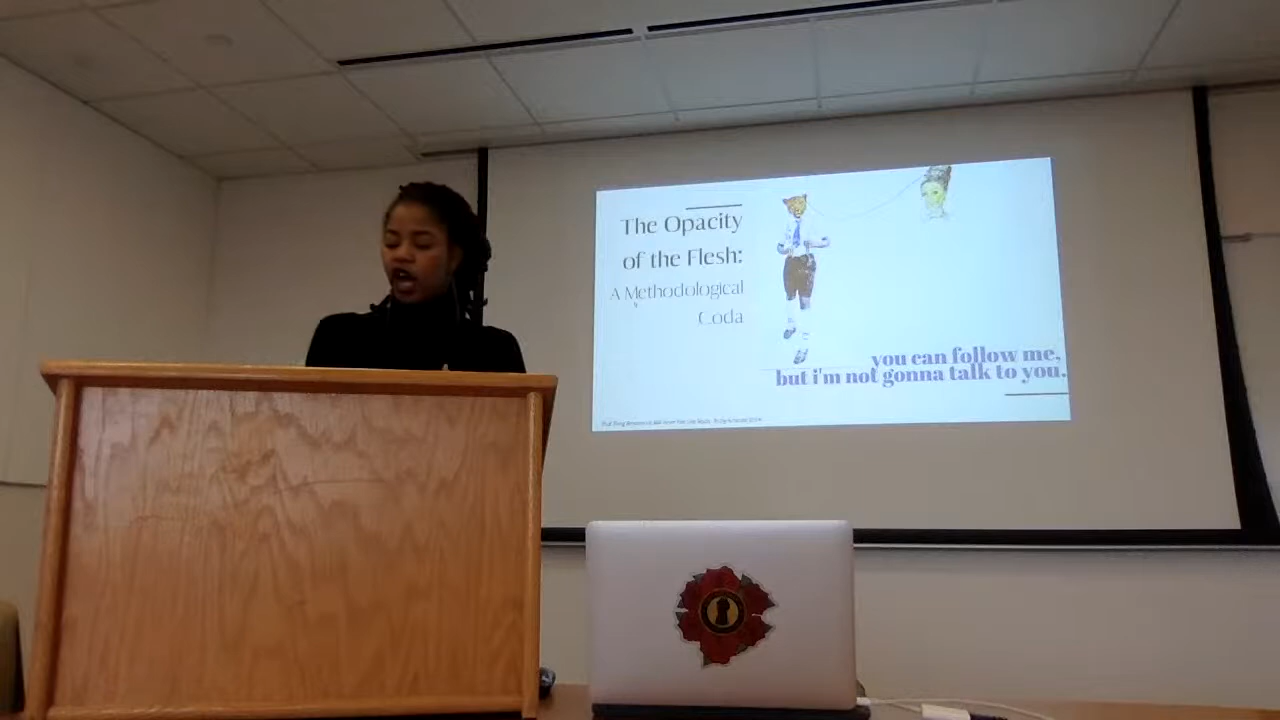 The Opacity
of the Flesh:
A Methodological
Coda
you can follow me,
but i'm not gonna talk to you.